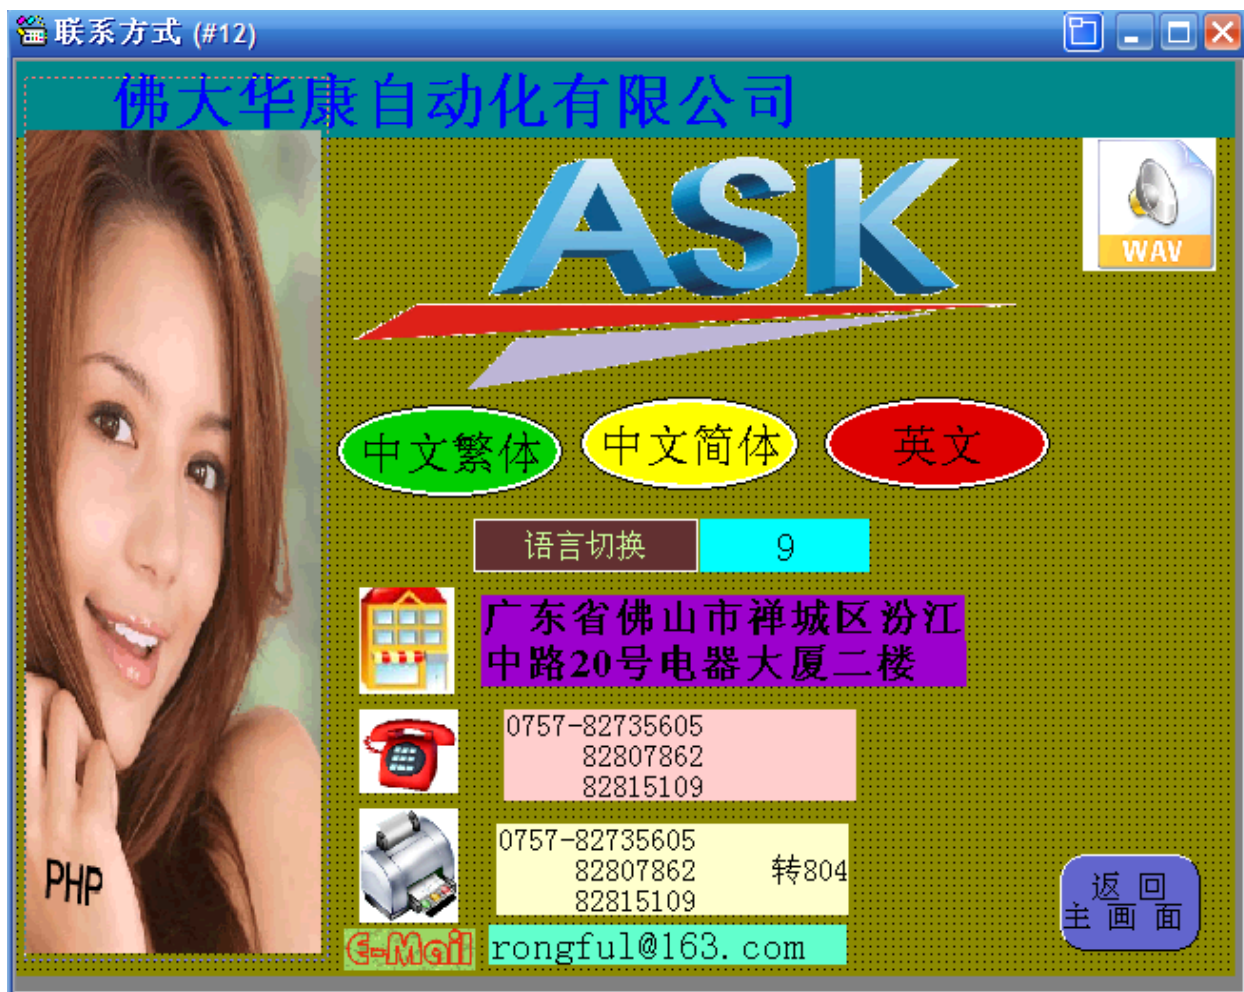 联系方式 (#12)
佛大华康自动化有限公司
ASK
WAV
中文繁体
中文简体
英文
语言切换
9
广东省佛山市禅城区汾江
中路20号电器大厦二楼
0757-82735605
82807862
82815109
0757-82735605
82807862 转804
82815109
PHP
返 回
主 画 面
E-Mail
rongful@163.com